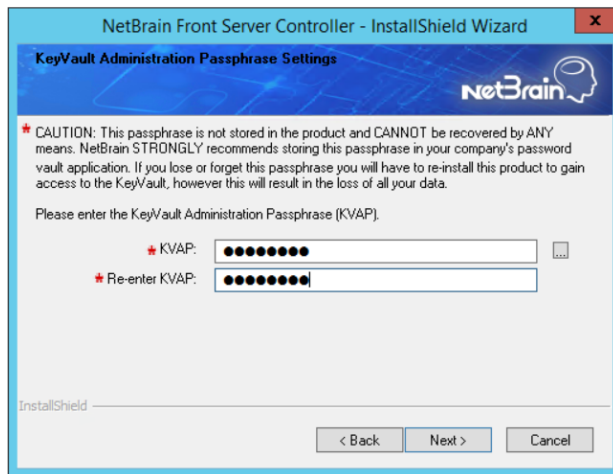 NetBrain Front Server Controller - InstallShield Wizard
x
KeyVault Administration Passphrase Settings
NetBrain
* CAUTION: This passphrase is not stored in the product and CANNOT be recovered by ANY
means. NetBrain STRONGLY recommends storing this passphrase in your company's password
vault application. If you lose or forget this passphrase you will have to re-install this product to gain
access to the KeyVault, however this will result in the loss of all your data.
Please enter the KeyVault Administration Passphrase (KVAP).
* KVAP: ●●●●●●●● ...
* Re-enter KVAP: ●●●●●●●●
InstallShield
< Back Next > Cancel